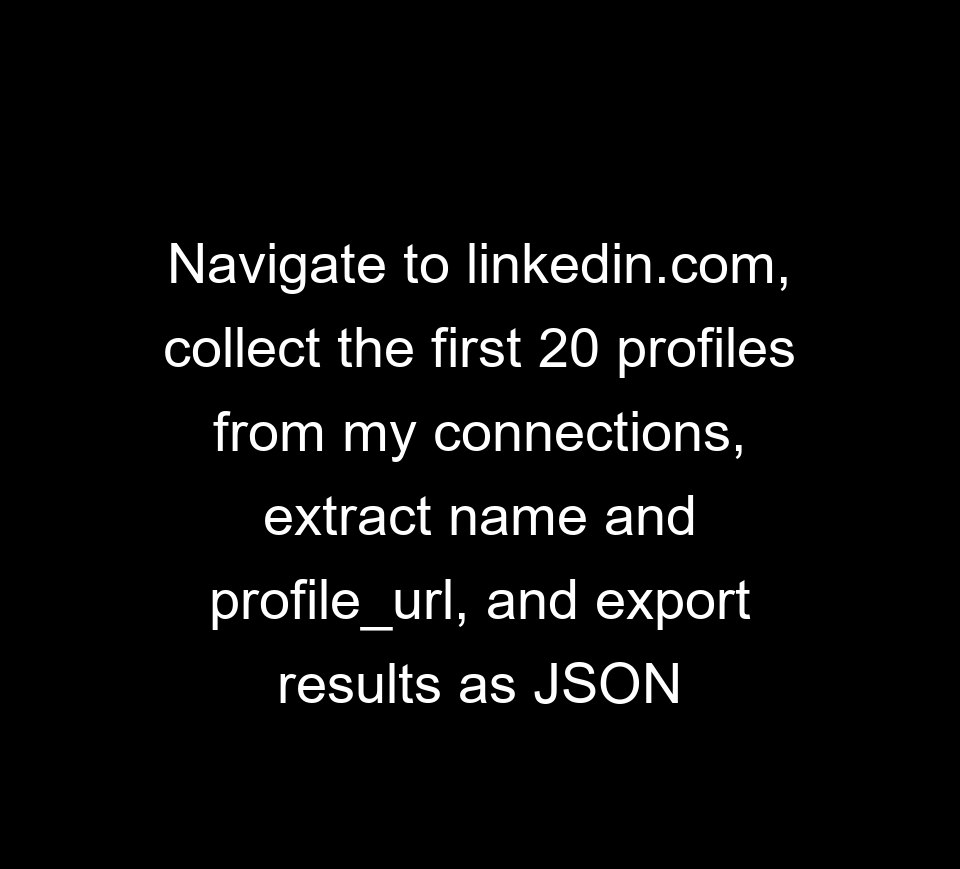 Navigate to linkedin.com,
collect the first 20 profiles
from my connections,
extract name and
profile_url, and export
results as JSON